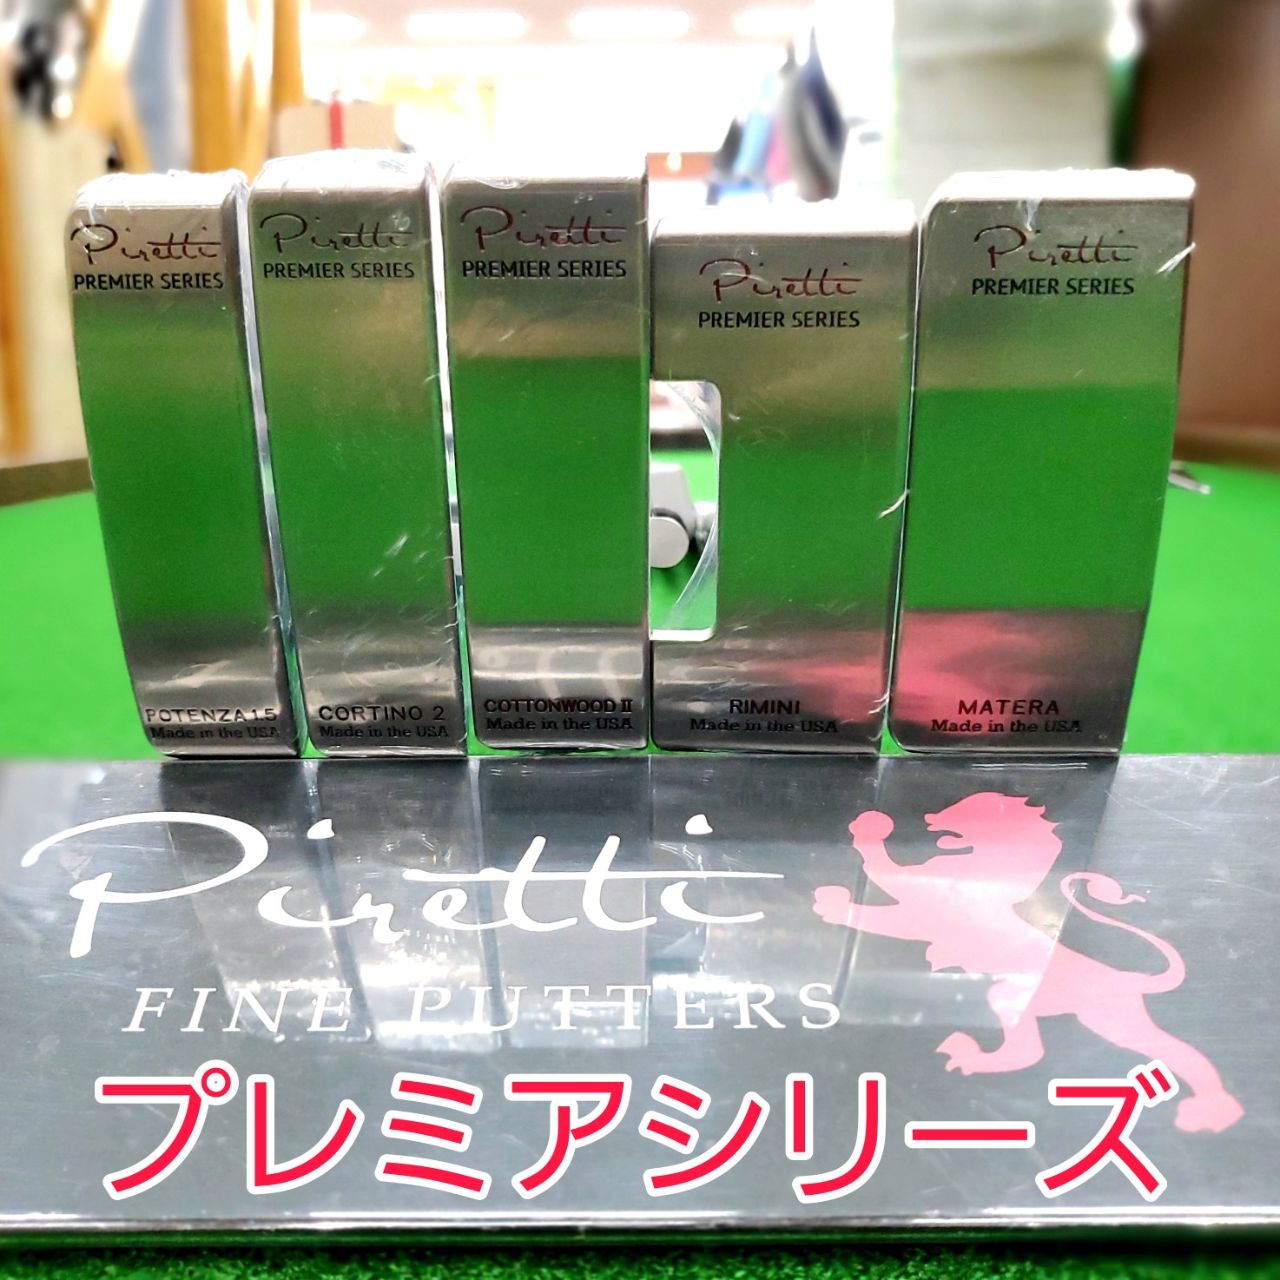 Piretti
PREMIER SERIES
POTENZA 1.5
Made in the USA
Piretti
PREMIER SERIES
CORTINO 2
Made in the USA
Piretti
PREMIER SERIES
COTTONWOOD II
Made in the USA
Piretti
PREMIER SERIES
RIMINI
Made in the USA
Piretti
PREMIER SERIES
MATERA
Made in the USA
Piretti
FINE PUTTERS
プレミアシリーズ